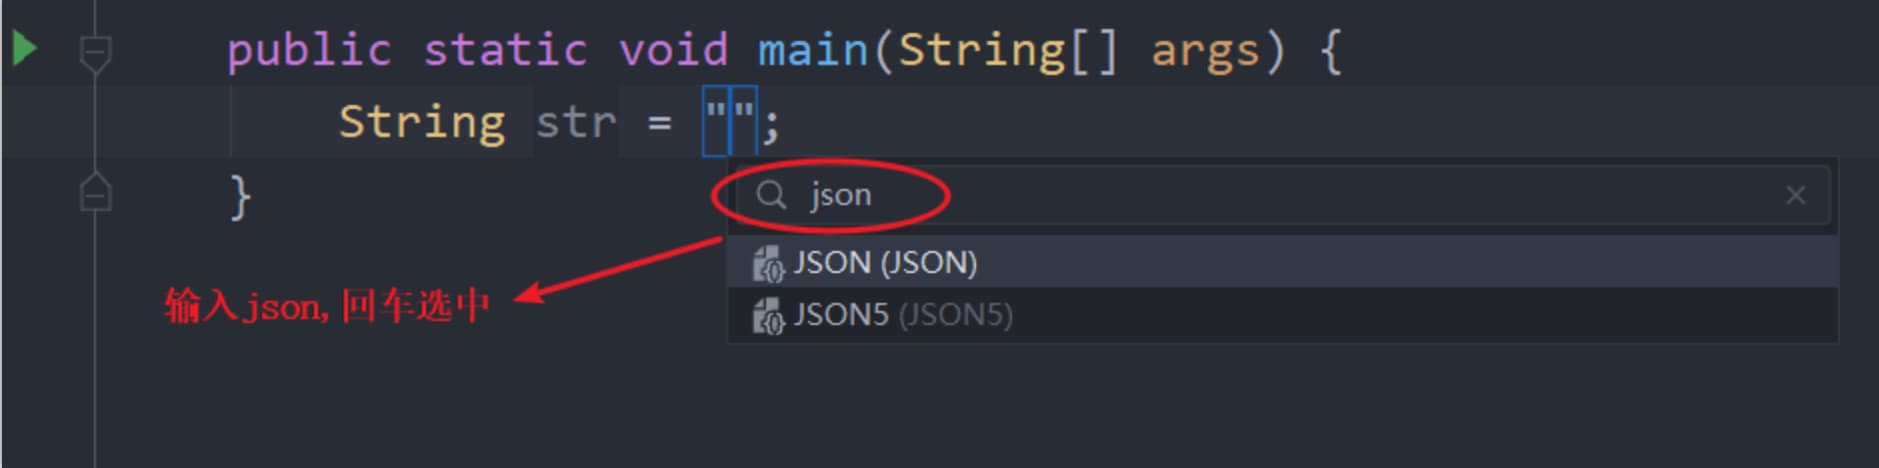 public static void main(String[] args) {
String str = "";
}
json
JSON (JSON)
JSON5 (JSON5)
输入json, 回车选中